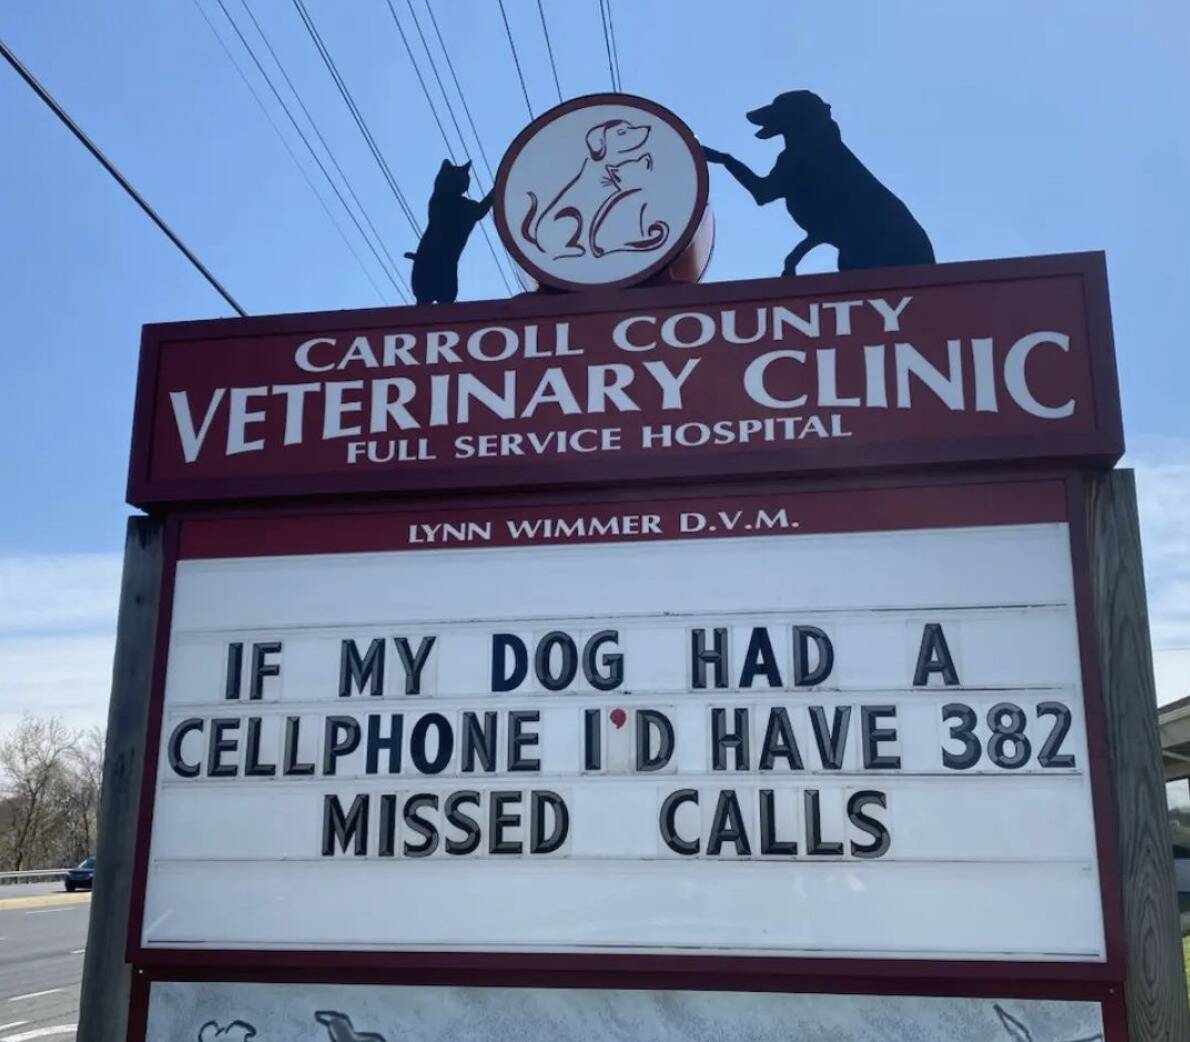 CARROLL COUNTY
VETERINARY CLINIC
FULL SERVICE HOSPITAL
LYNN WIMMER D.V.M.
IF MY DOG HAD A
CELLPHONE I'D HAVE 382
MISSED CALLS